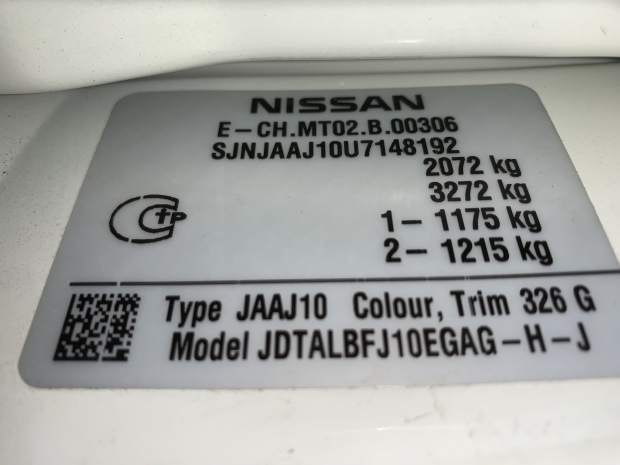 NISSAN
E-CH.MT02.B.00306
SJNJAAJ10U7148192
2072 kg
3272 kg
1- 1175 kg
2- 1215 kg
CTP
Type JAAJ10 Colour, Trim 326 G
Model JDTALBFJ10EGAG-H-J